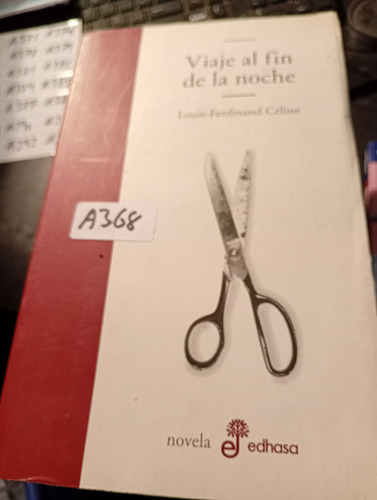 Viaje al fin
de la noche
Louis-Ferdinand Céline
A368
novela edhasa